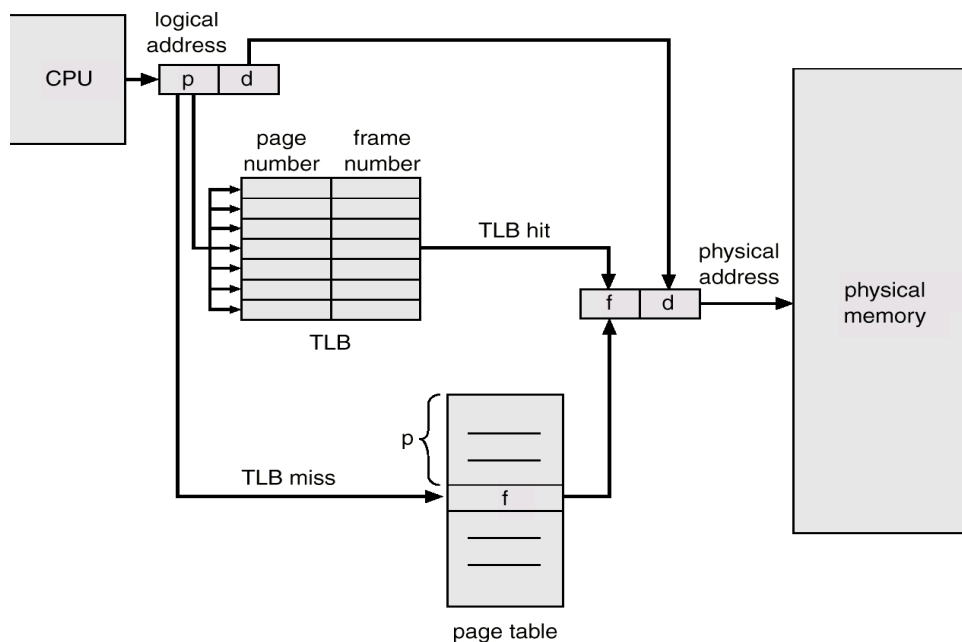 logical
address
CPU
p
d
page
number
frame
number
TLB hit
physical
address
f
d
physical
memory
TLB
p
TLB miss
f
page table